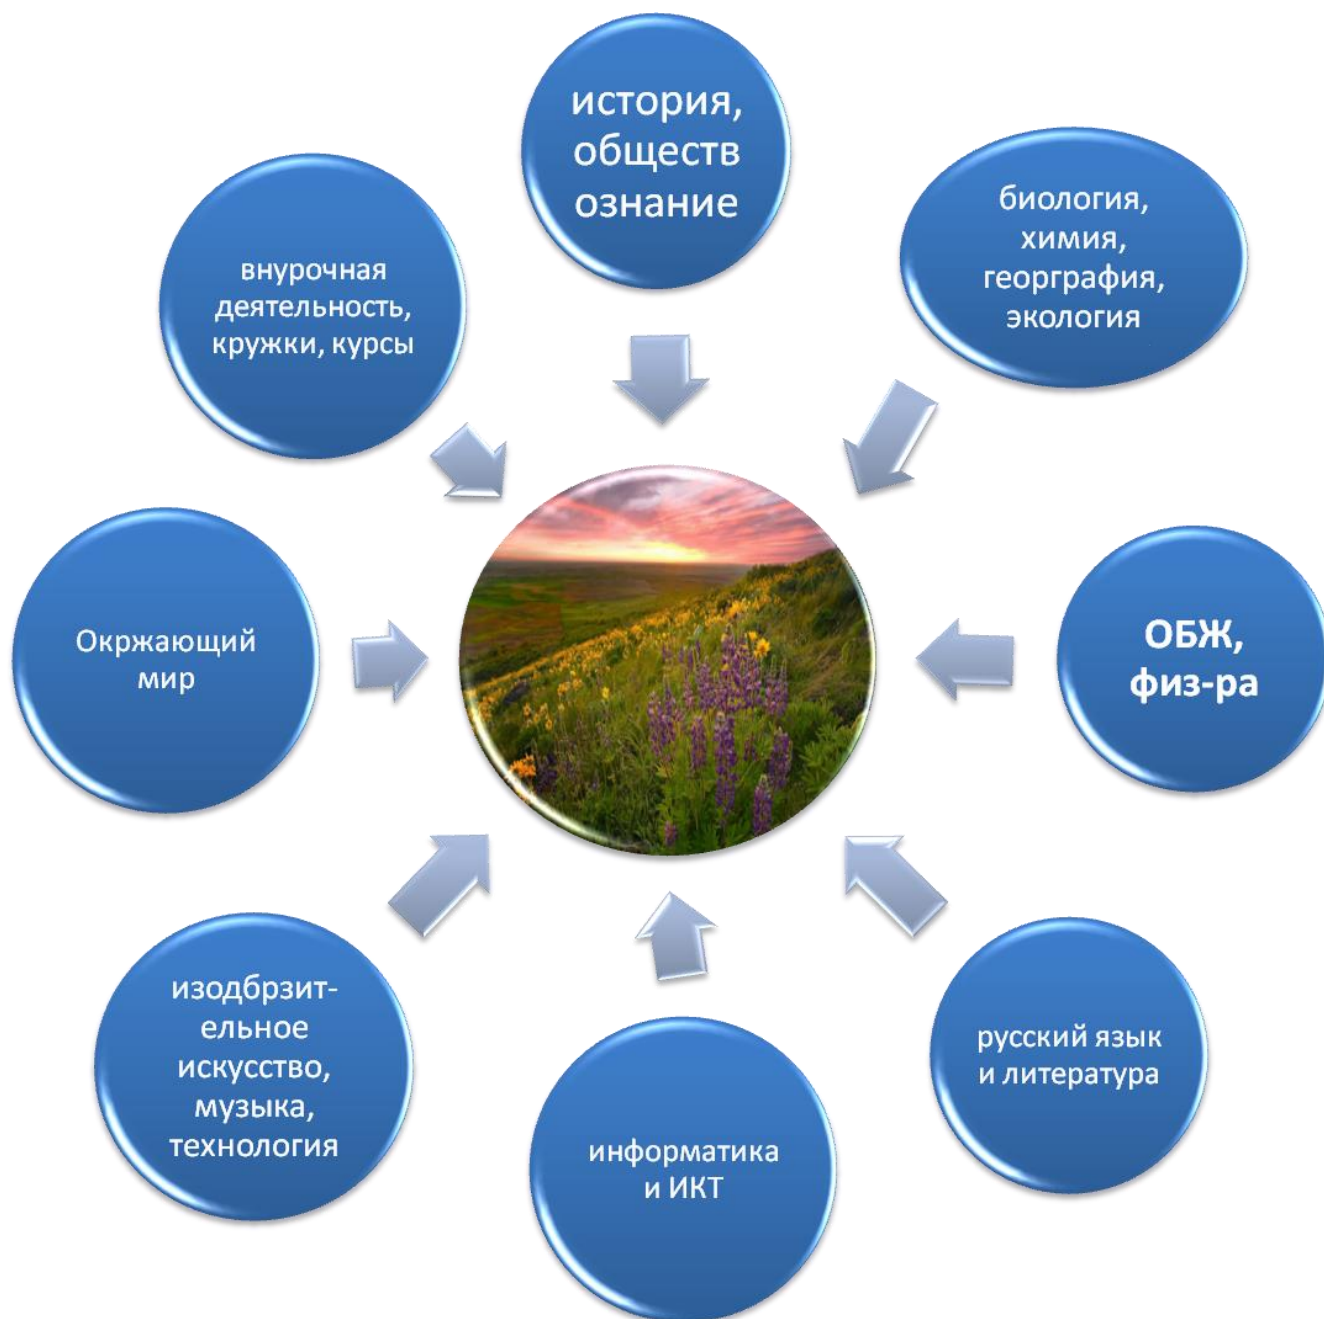 история,
обществ
ознание
биология,
химия,
георграфия,
экология
ОБЖ,
физ-ра
русский язык
и литература
информатика
и ИКТ
изодбрзит-
ельное
искусство,
музыка,
технология
Окржающий
мир
внурочная
деятельность,
кружки, курсы